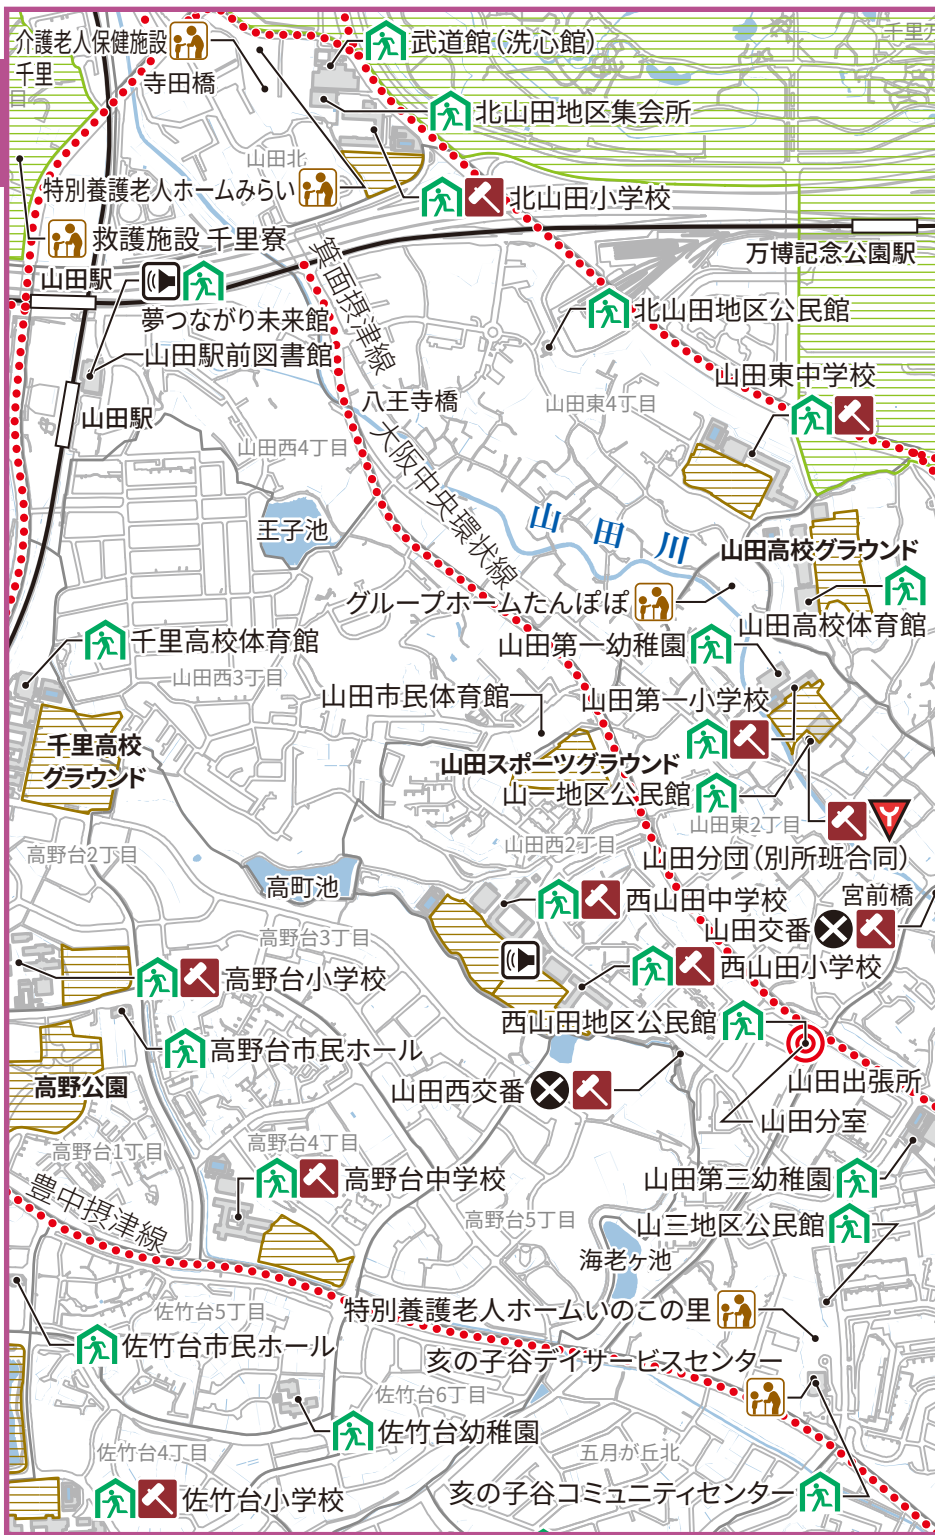 介護老人保健施設
千里
寺田橋
武道館（洗心館）
北山田地区集会所
山田北
特別養護老人ホームみらい
北山田小学校
救護施設 千里寮
万博記念公園駅
山田駅
箕面摂津線
夢つながり未来館
山田駅前図書館
北山田地区公民館
山田東中学校
八王寺橋
山田東4丁目
山田駅
山田西4丁目
大阪中央環状線
王子池
山田川
山田高校グラウンド
グループホームたんぽぽ
山田高校体育館
千里高校体育館
山田第一幼稚園
山田西3丁目
山田市民体育館
山田第一小学校
千里高校
グラウンド
山田スポーツグラウンド
山一地区公民館
山田東2丁目
山田西2丁目
高野台2丁目
山田分団（別所班合同）
高町池
宮前橋
西山田中学校
山田交番
高野台3丁目
高野台小学校
西山田小学校
西山田地区公民館
高野台市民ホール
高野公園
山田西交番
山田出張所
山田分室
高野台1丁目
高野台4丁目
高野台中学校
山田第三幼稚園
豊中摂津線
高野台5丁目
山三地区公民館
海老ヶ池
佐竹台5丁目
特別養護老人ホームいのこの里
佐竹台市民ホール
亥の子谷デイサービスセンター
佐竹台6丁目
佐竹台幼稚園
佐竹台4丁目
五月が丘北
佐竹台小学校
亥の子谷コミュニティセンター